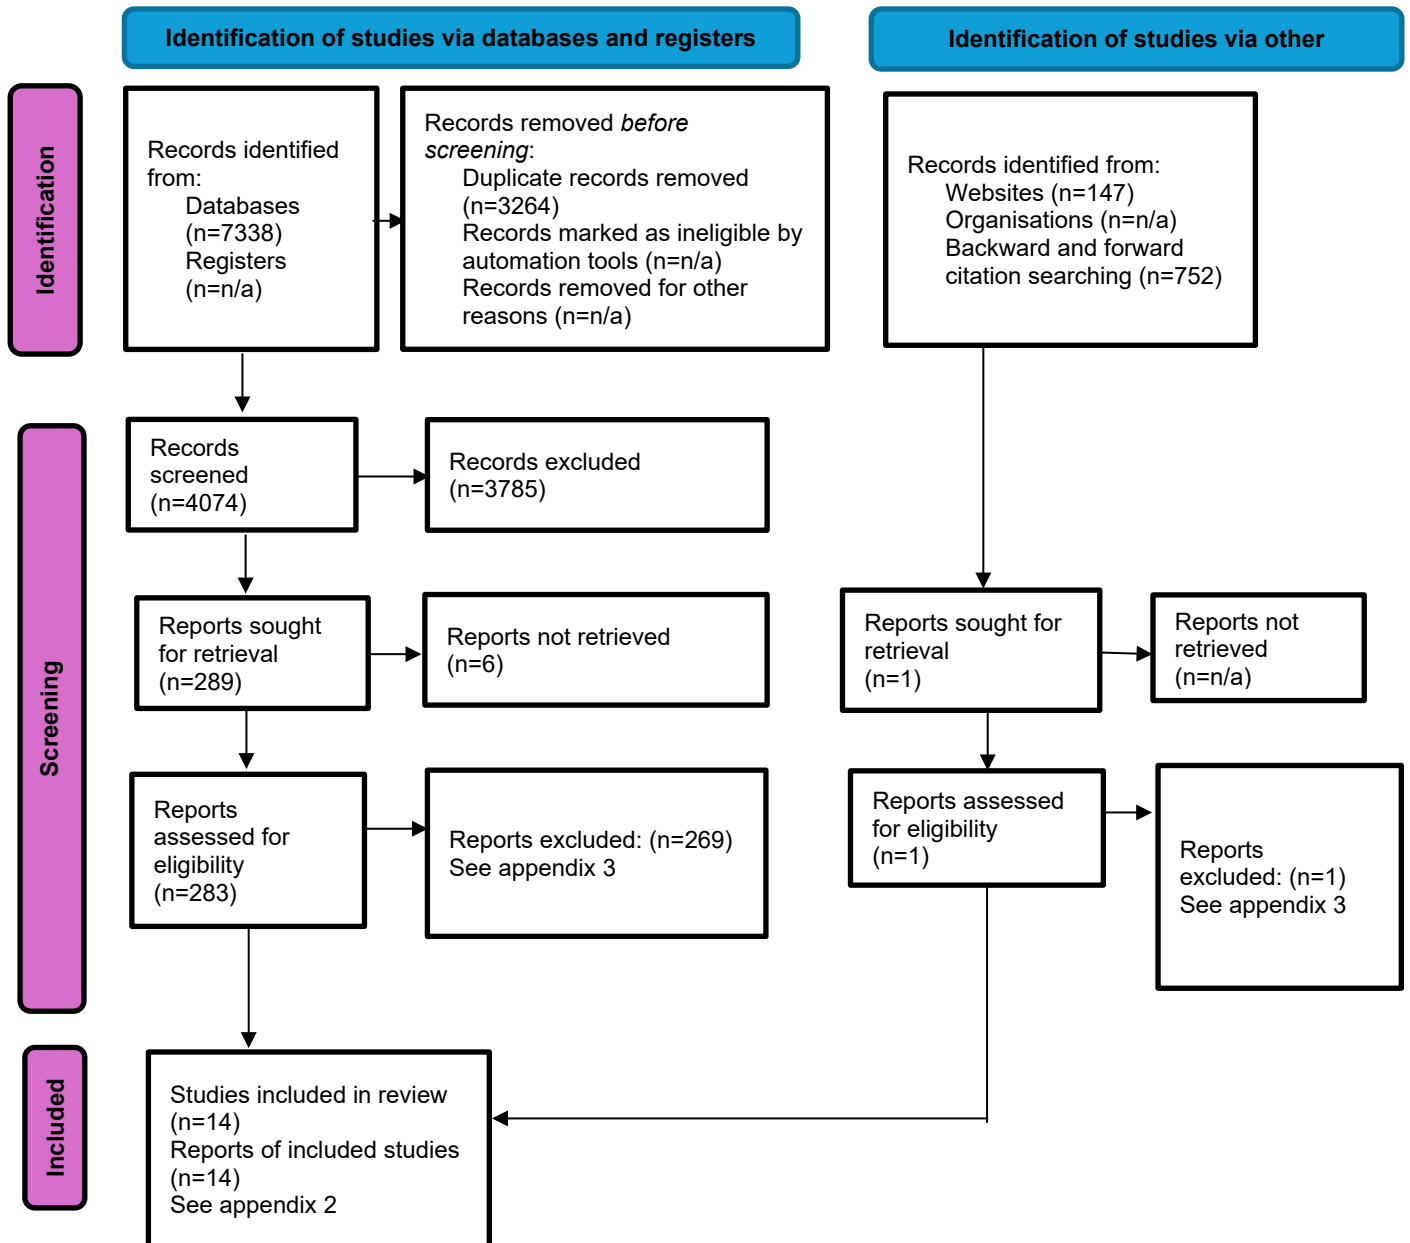 Identification of studies via databases and registers
Identification of studies via other
Identification
Records identified
from:
Databases
(n=7338)
Registers
(n=n/a)
Records removed before
screening:
Duplicate records removed
(n=3264)
Records marked as ineligible by
automation tools (n=n/a)
Records removed for other
reasons (n=n/a)
Records identified from:
Websites (n=147)
Organisations (n=n/a)
Backward and forward
citation searching (n=752)
Screening
Records
screened
(n=4074)
Records excluded
(n=3785)
Reports sought
for retrieval
(n=289)
Reports not retrieved
(n=6)
Reports sought for
retrieval
(n=1)
Reports not
retrieved
(n=n/a)
Reports
assessed for
eligibility
(n=283)
Reports excluded: (n=269)
See appendix 3
Reports assessed
for eligibility
(n=1)
Reports
excluded: (n=1)
See appendix 3
Included
Studies included in review
(n=14)
Reports of included studies
(n=14)
See appendix 2